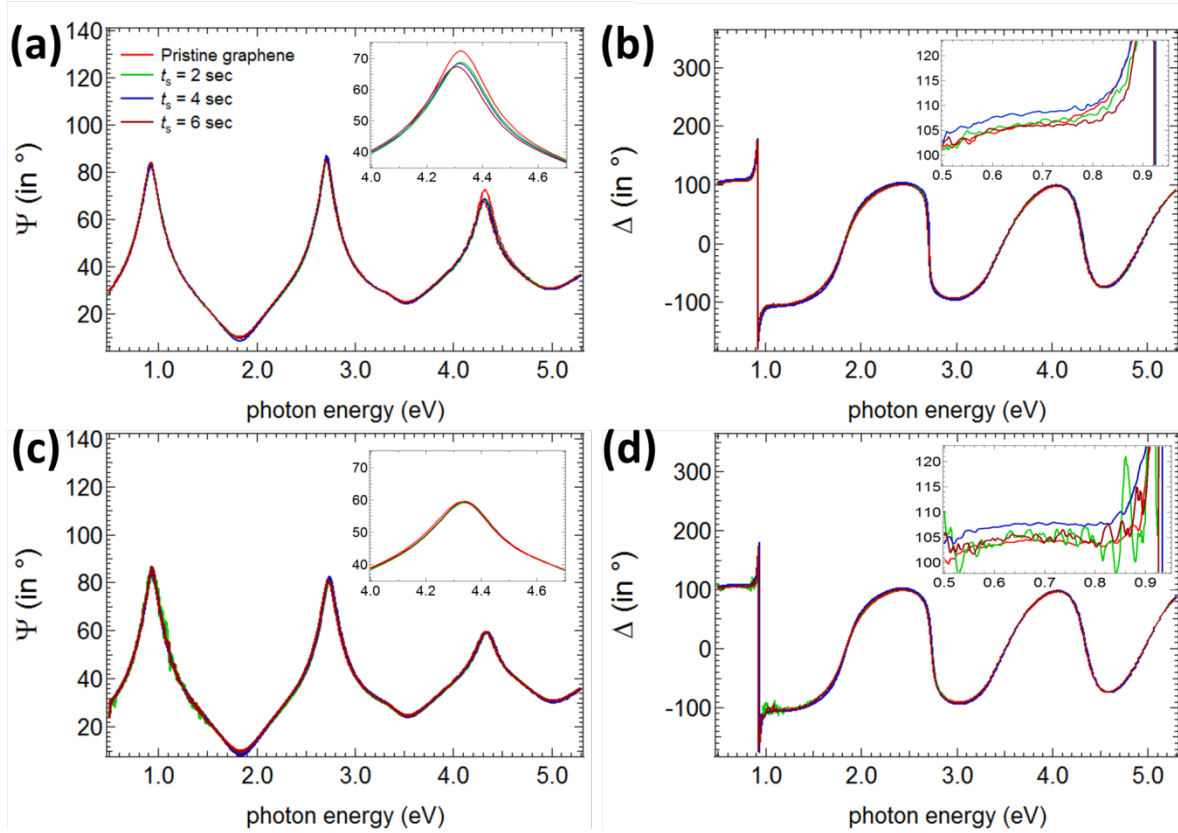 (a)
140
120
100
80
60
40
20
Ψ (in °)
Pristine graphene
ts = 2 sec
ts = 4 sec
ts = 6 sec
70
60
50
40
4.0 4.2 4.4 4.6
1.0 2.0 3.0 4.0 5.0
photon energy (eV)
(b)
300
200
100
0
-100
Δ (in °)
120
115
110
105
100
0.5 0.6 0.7 0.8 0.9
1.0 2.0 3.0 4.0 5.0
photon energy (eV)
(c)
140
120
100
80
60
40
20
Ψ (in °)
70
60
50
40
4.0 4.2 4.4 4.6
1.0 2.0 3.0 4.0 5.0
photon energy (eV)
(d)
300
200
100
0
-100
Δ (in °)
120
115
110
105
100
0.5 0.6 0.7 0.8 0.9
1.0 2.0 3.0 4.0 5.0
photon energy (eV)